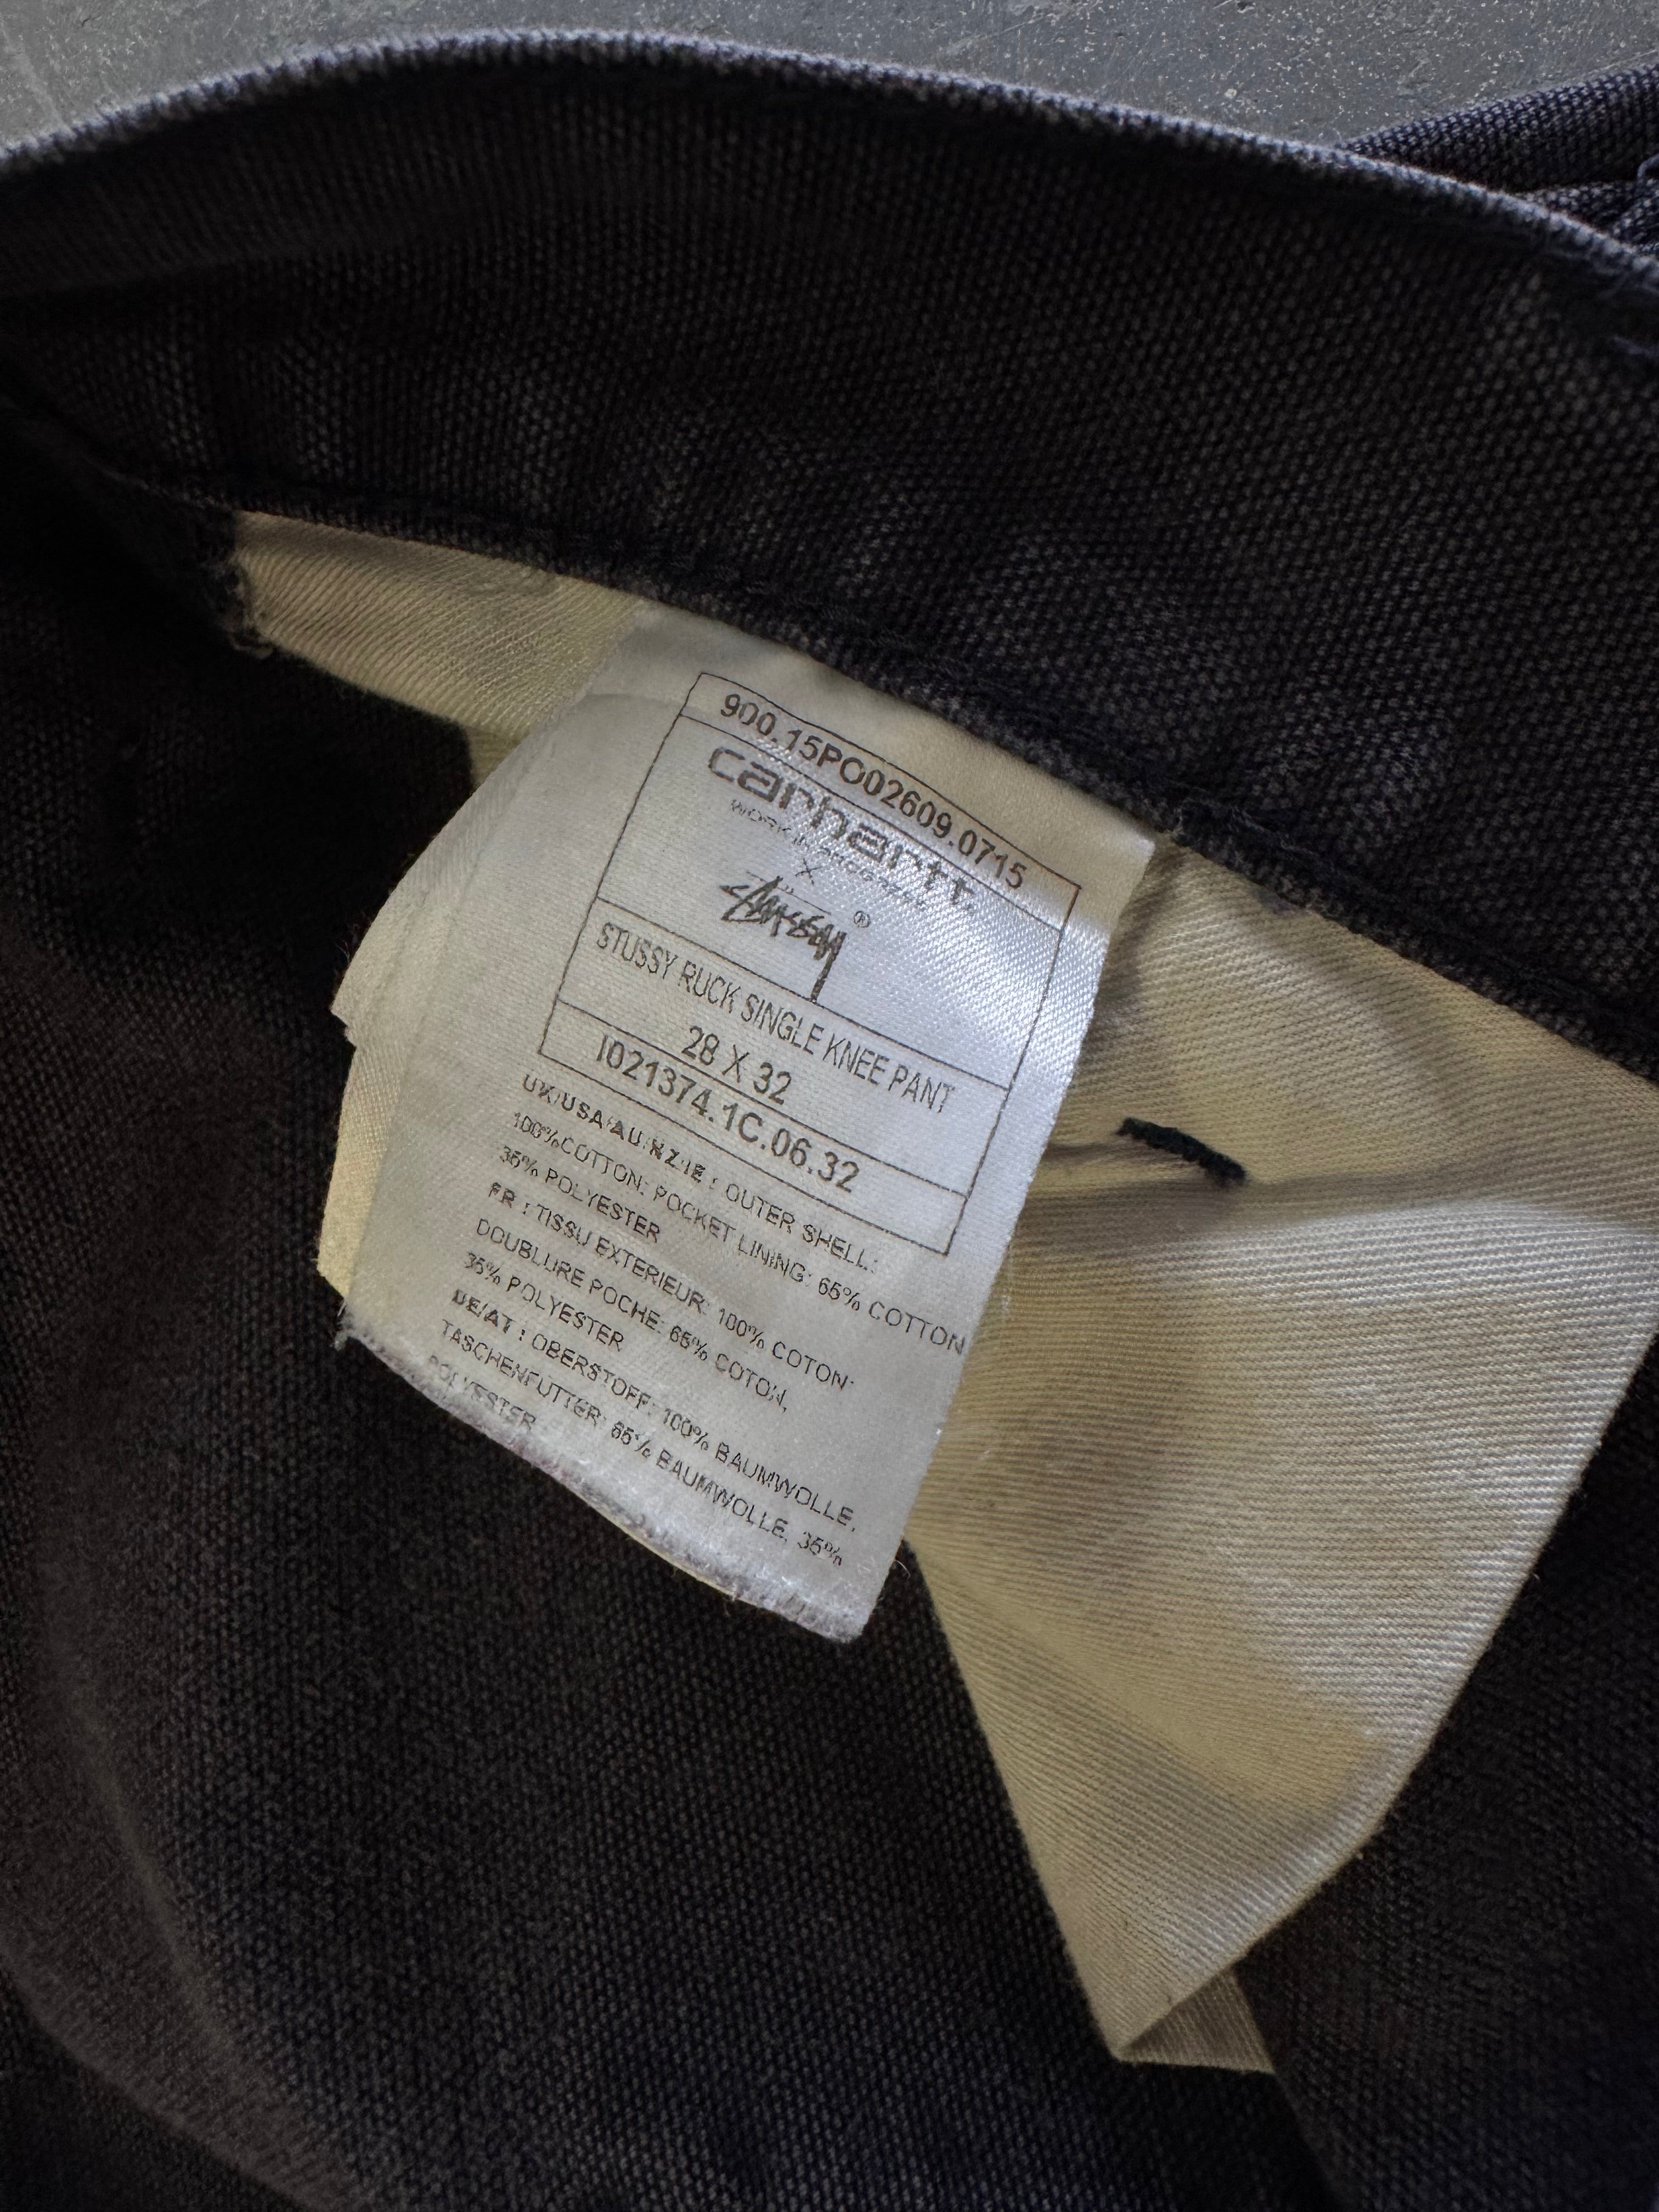 900.15PO02609.0715
carhartt.
WORK IN PROGRESS
X
Stüssy ®
STUSSY RUCK SINGLE KNEE PANT
28 X 32
I021374.1C.06.32
UK/USA/AU/NZ/IE : OUTER SHELL:
100%COTTON: POCKET LINING: 65% COTTON
35% POLYESTER
FR : TISSU EXTERIEUR: 100% COTON:
DOUBLURE POCHE: 65% COTON,
35% POLYESTER
DE/AT : OBERSTOFF: 100% BAUMWOLLE,
TASCHENFUTTER: 65% BAUMWOLLE, 35%
POLYESTER